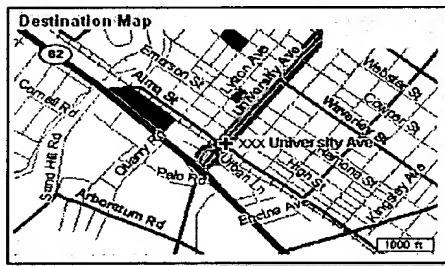 Destination Map
82
Emerson St
Lyon Ave
University Ave
Webster St
Cowper St
Waverley St
Alma St
Cornell Rd
Sand Hill Rd
Quarry
xxx University Ave
Ramona St
High St
Urban Ln
Palo Rd
Kingsley Ave
Arboretum Rd
Encina Ave
1000 ft